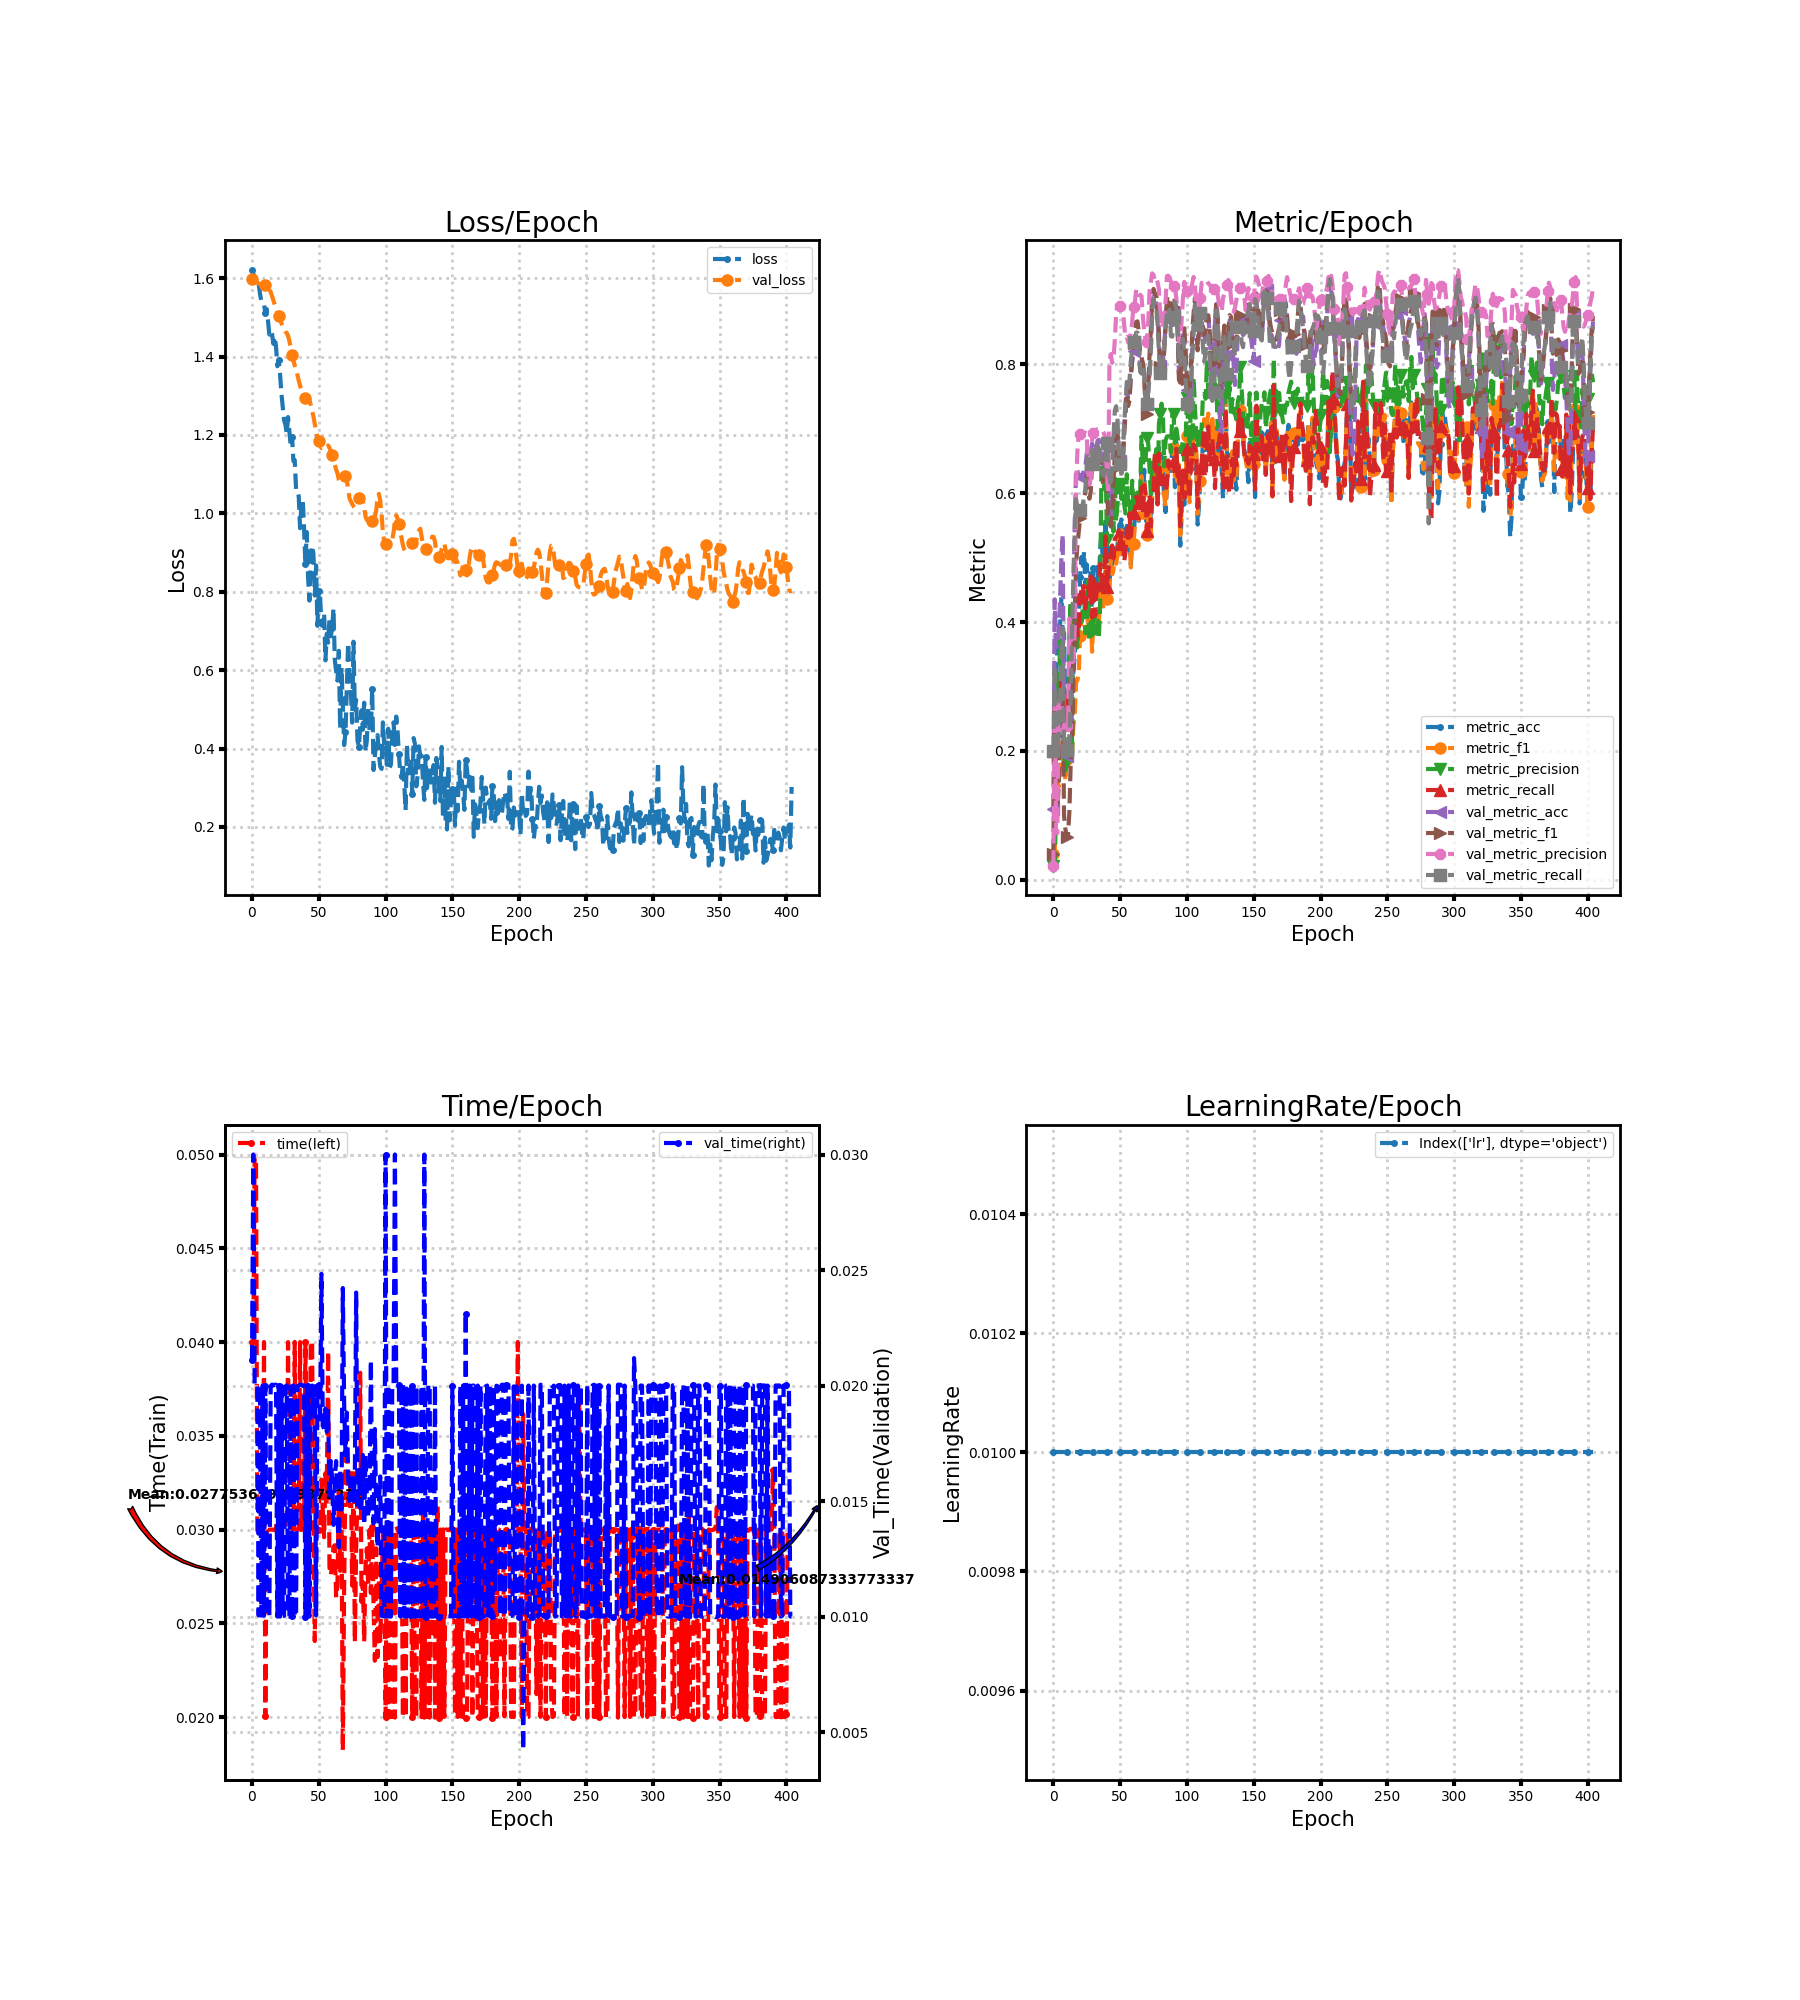 Loss/Epoch
loss
val_loss
1.6
1.4
1.2
1.0
0.8
0.6
0.4
0.2
Loss
0
50
100
150
200
250
300
350
400
Epoch
Metric/Epoch
0.8
0.6
0.4
0.2
0.0
Metric
metric_acc
metric_f1
metric_precision
metric_recall
val_metric_acc
val_metric_f1
val_metric_precision
val_metric_recall
0
50
100
150
200
250
300
350
400
Epoch
Time/Epoch
time(left)
val_time(right)
0.050
0.045
0.040
0.035
0.030
0.025
0.020
Time(Train)
0.030
0.025
0.020
0.015
0.010
0.005
Val_Time(Validation)
Mean:0.014906087333773337
0
50
100
150
200
250
300
350
400
Epoch
LearningRate/Epoch
Index(['lr'], dtype='object')
0.0104
0.0102
0.0100
0.0098
0.0096
LearningRate
0
50
100
150
200
250
300
350
400
Epoch